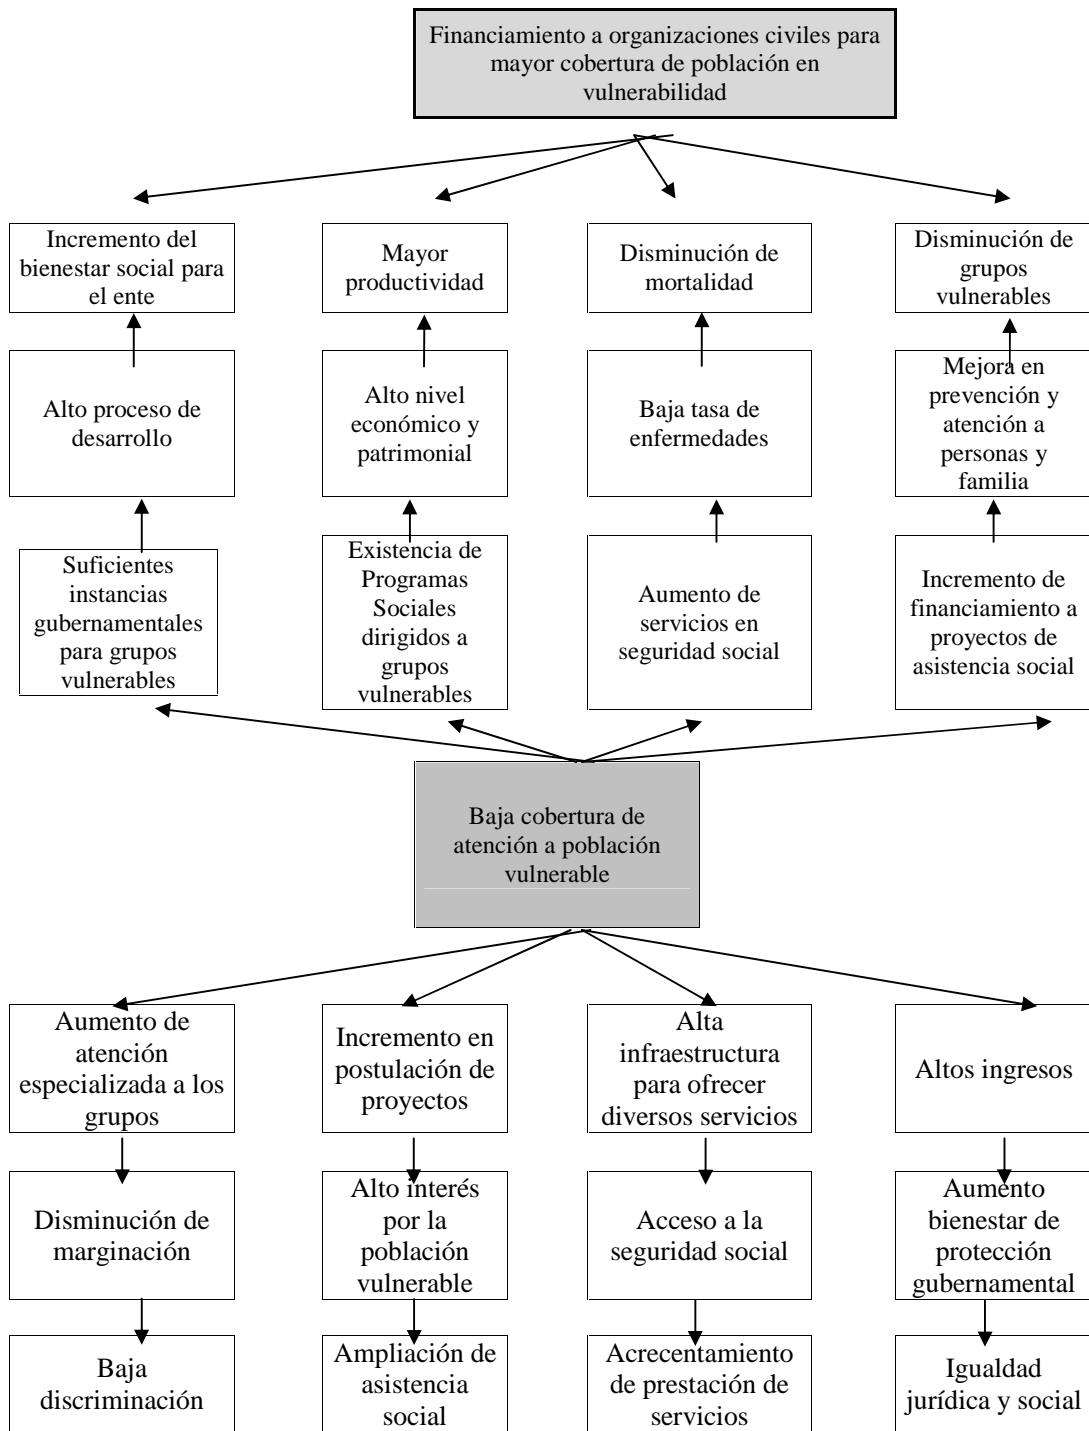 Financiamiento a organizaciones civiles para
mayor cobertura de población en
vulnerabilidad
Incremento del
bienestar social para
el ente
Mayor
productividad
Disminución de
mortalidad
Disminución de
grupos
vulnerables
Alto proceso de
desarrollo
Alto nivel
económico y
patrimonial
Baja tasa de
enfermedades
Mejora en
prevención y
atención a
personas y
familia
Suficientes
instancias
gubernamentales
para grupos
vulnerables
Existencia de
Programas
Sociales
dirigidos a
grupos
vulnerables
Aumento de
servicios en
seguridad social
Incremento de
financiamiento a
proyectos de
asistencia social
Baja cobertura de
atención a población
vulnerable
Aumento de
atención
especializada a los
grupos
Incremento en
postulación de
proyectos
Alta
infraestructura
para ofrecer
diversos servicios
Altos ingresos
Disminución de
marginación
Alto interés
por la
población
vulnerable
Acceso a la
seguridad social
Aumento
bienestar de
protección
gubernamental
Baja
discriminación
Ampliación de
asistencia
social
Acrecentamiento
de prestación de
servicios
Igualdad
jurídica y social